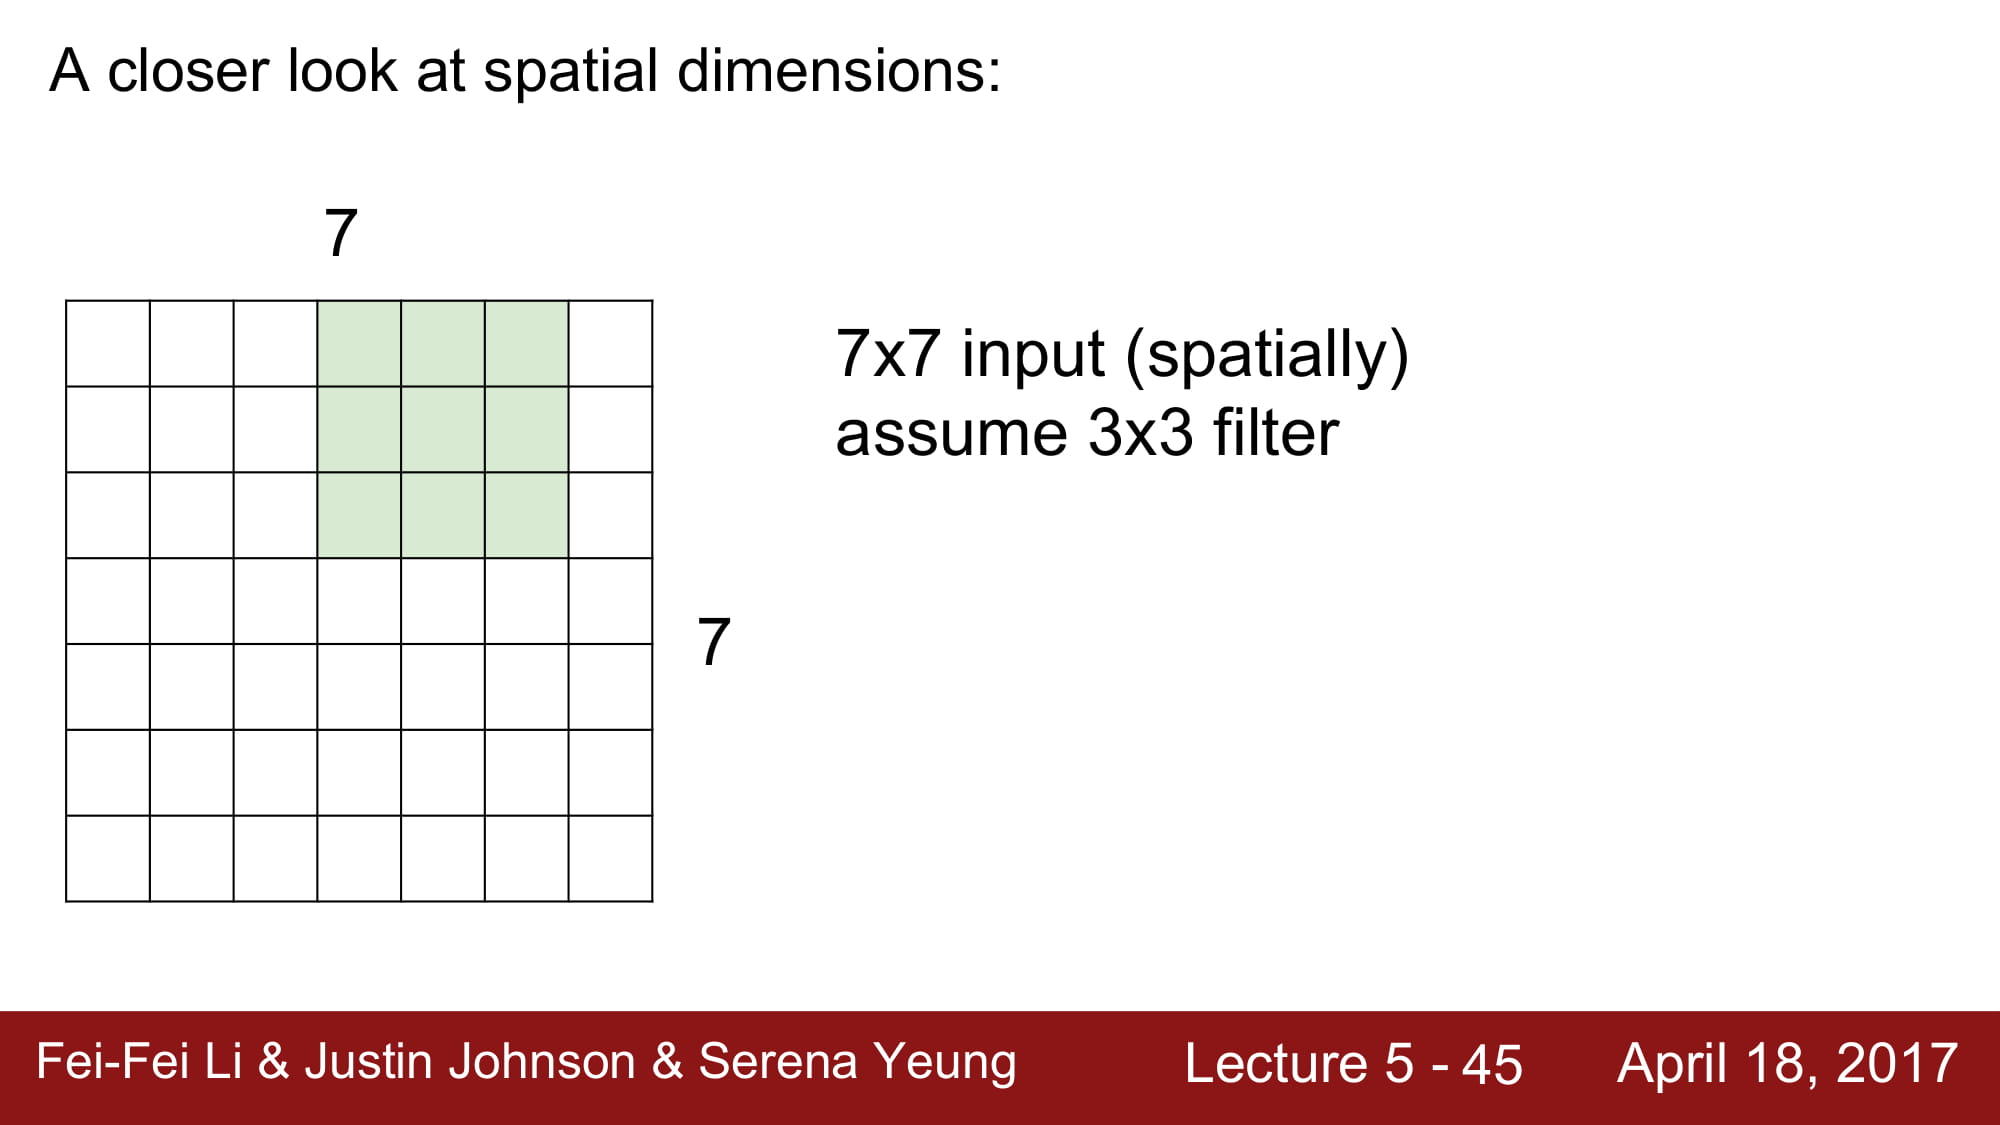 A closer look at spatial dimensions:
7
7x7 input (spatially)
assume 3x3 filter
7
Fei-Fei Li & Justin Johnson & Serena Yeung
Lecture 5 - 45
April 18, 2017